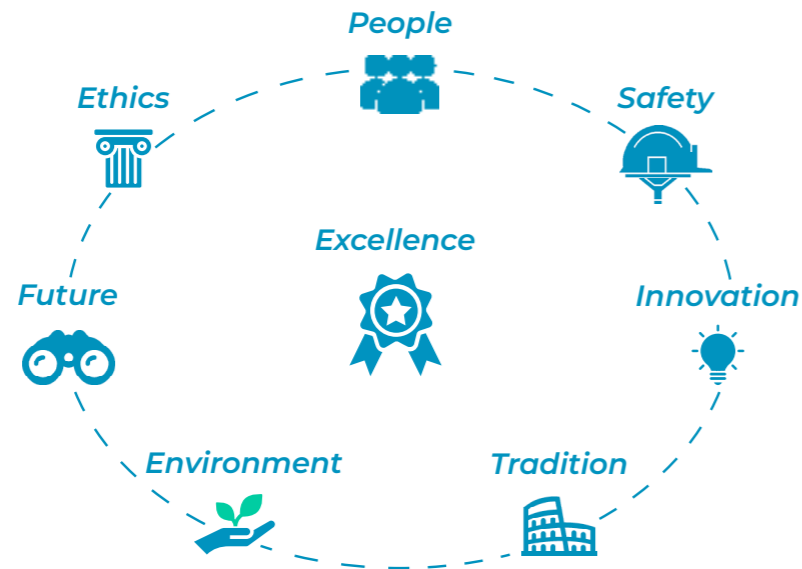 People
Ethics
Safety
Excellence
Future
Innovation
Environment
Tradition